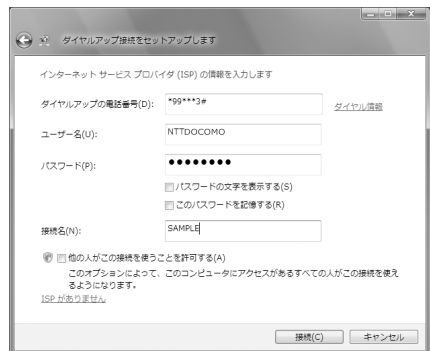 ダイヤルアップ接続をセットアップします
インターネット サービス プロバイダ (ISP) の情報を入力します
ダイヤルアップの電話番号(D):
*99***3#
ダイヤル情報
ユーザー名(U):
NTTDOCOMO
パスワード(P):
●●●●●●●●
パスワードの文字を表示する(S)
このパスワードを記憶する(R)
接続名(N):
SAMPLE
他の人がこの接続を使うことを許可する(A)
このオプションによって、このコンピュータにアクセスがあるすべての人がこの接続を使え
るようになります。
ISP がありません
接続(C)
キャンセル